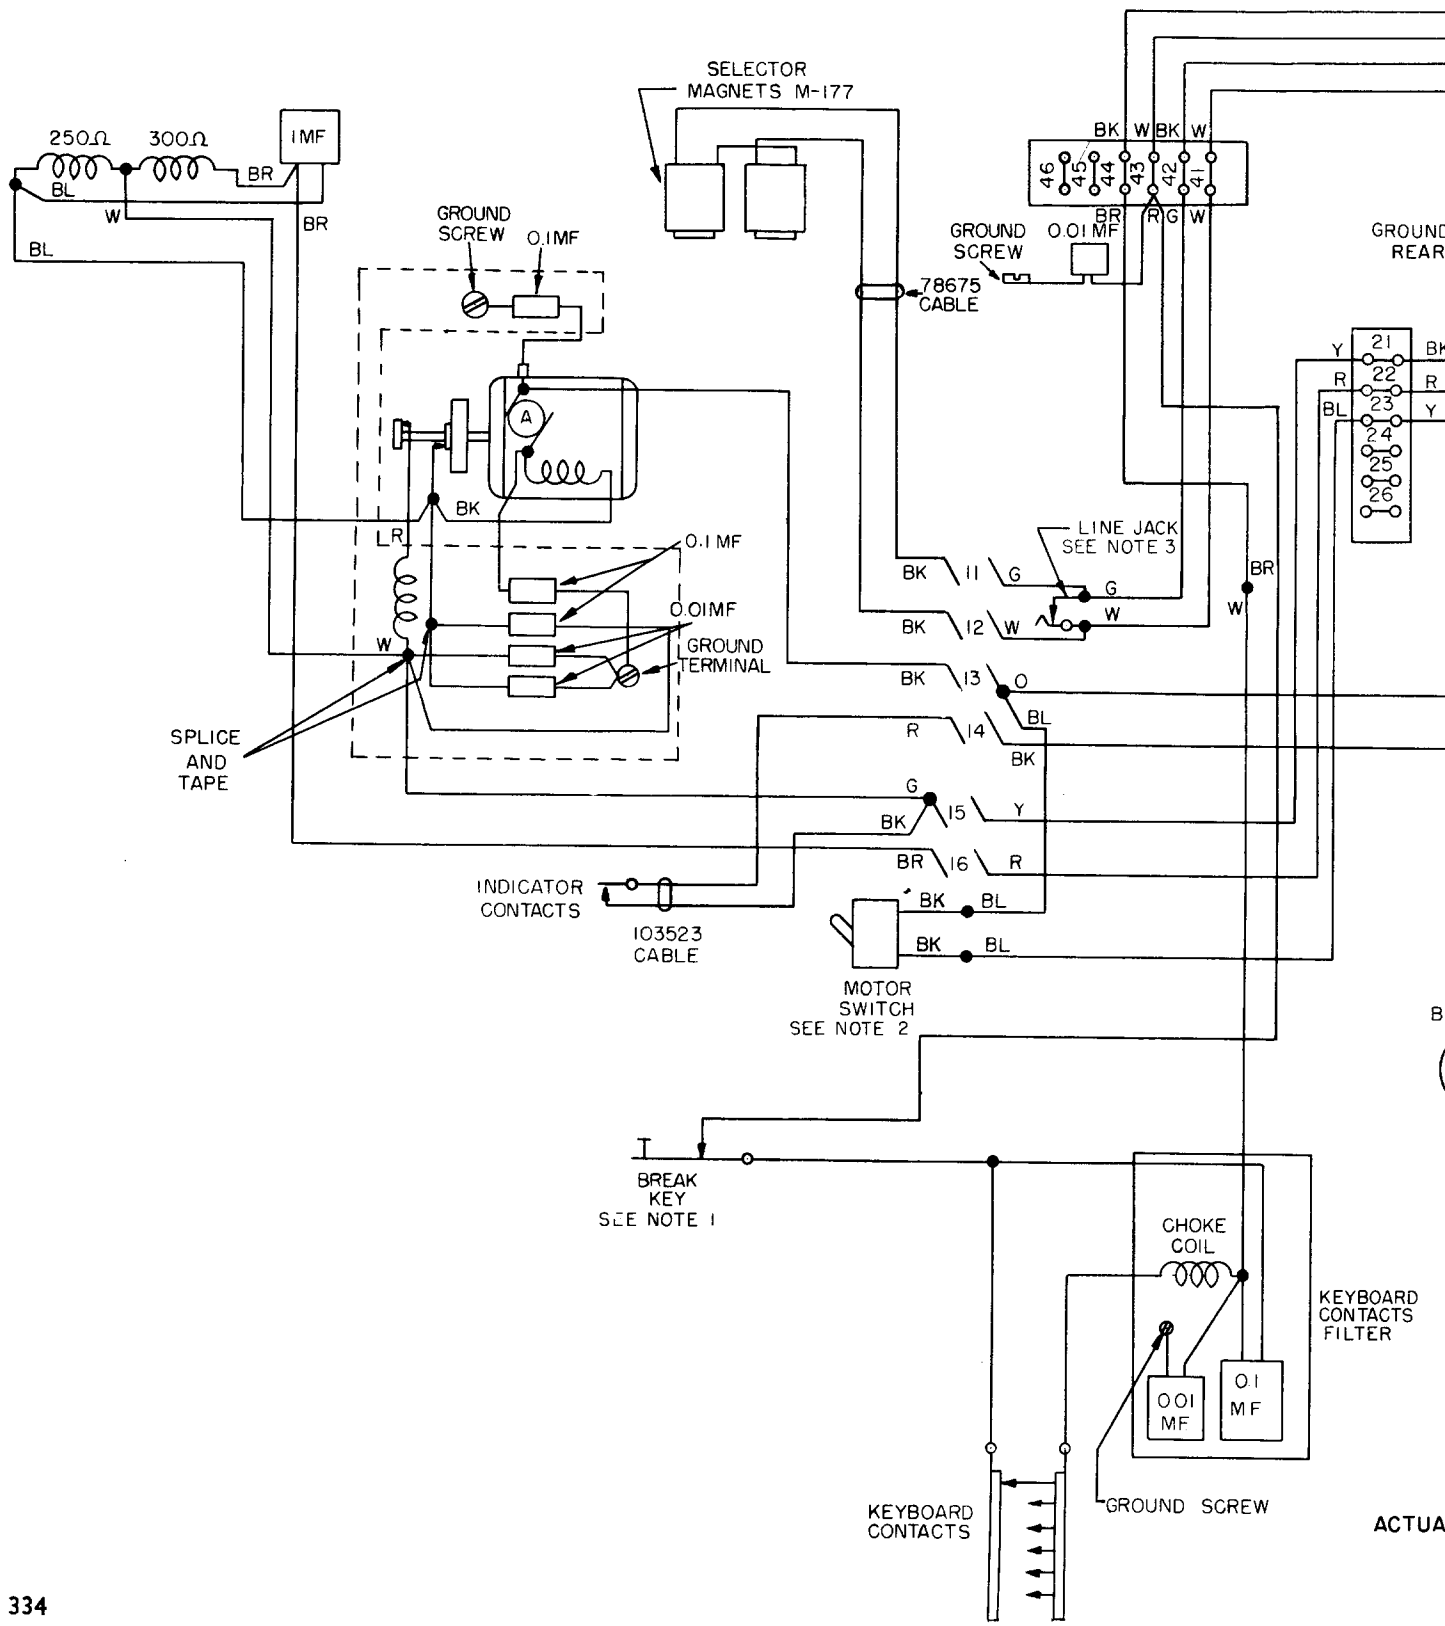 SELECTOR
MAGNETS M-177
250Ω
300Ω
1MF
BR
BL
W
BR
BL
GROUND
SCREW
0.1MF
BK W BK W
46 45 44 43 42 41
BR R G W
GROUND
SCREW
0.01MF
GROUND
REAR
78675
CABLE
Y 21 BK
R 22 R
BL 23 Y
24
25
26
A
BK
R
0.1 MF
0.01MF
W
GROUND
TERMINAL
LINE JACK
SEE NOTE 3
BK 11 G
G
BK 12 W
W
BR
W
BK 13 O
BL
R 14
BK
SPLICE
AND
TAPE
G
BK 15 Y
BR 16 R
INDICATOR
CONTACTS
103523
CABLE
BK BL
BK BL
MOTOR
SWITCH
SEE NOTE 2
B
BREAK
KEY
SEE NOTE 1
CHOKE
COIL
KEYBOARD
CONTACTS
FILTER
0.01
MF
0.1
MF
GROUND SCREW
KEYBOARD
CONTACTS
ACTUA
334